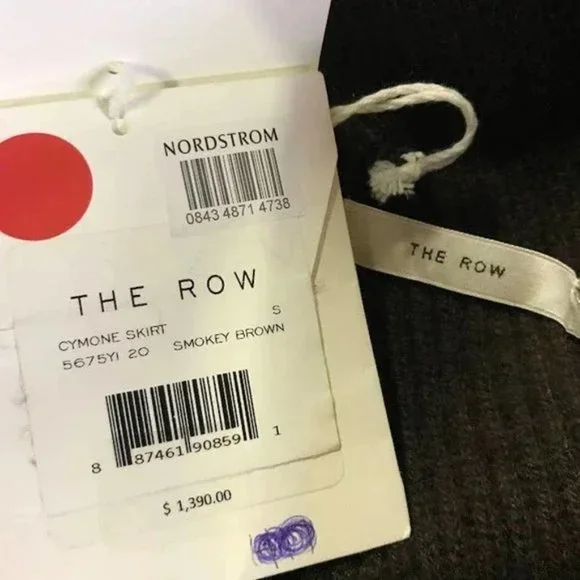 NORDSTROM
0843 4871 4738
THE ROW
THE ROW
CYMONE SKIRT S
5675YI 20 SMOKEY BROWN
8 87461 90859 1
$ 1,390.00